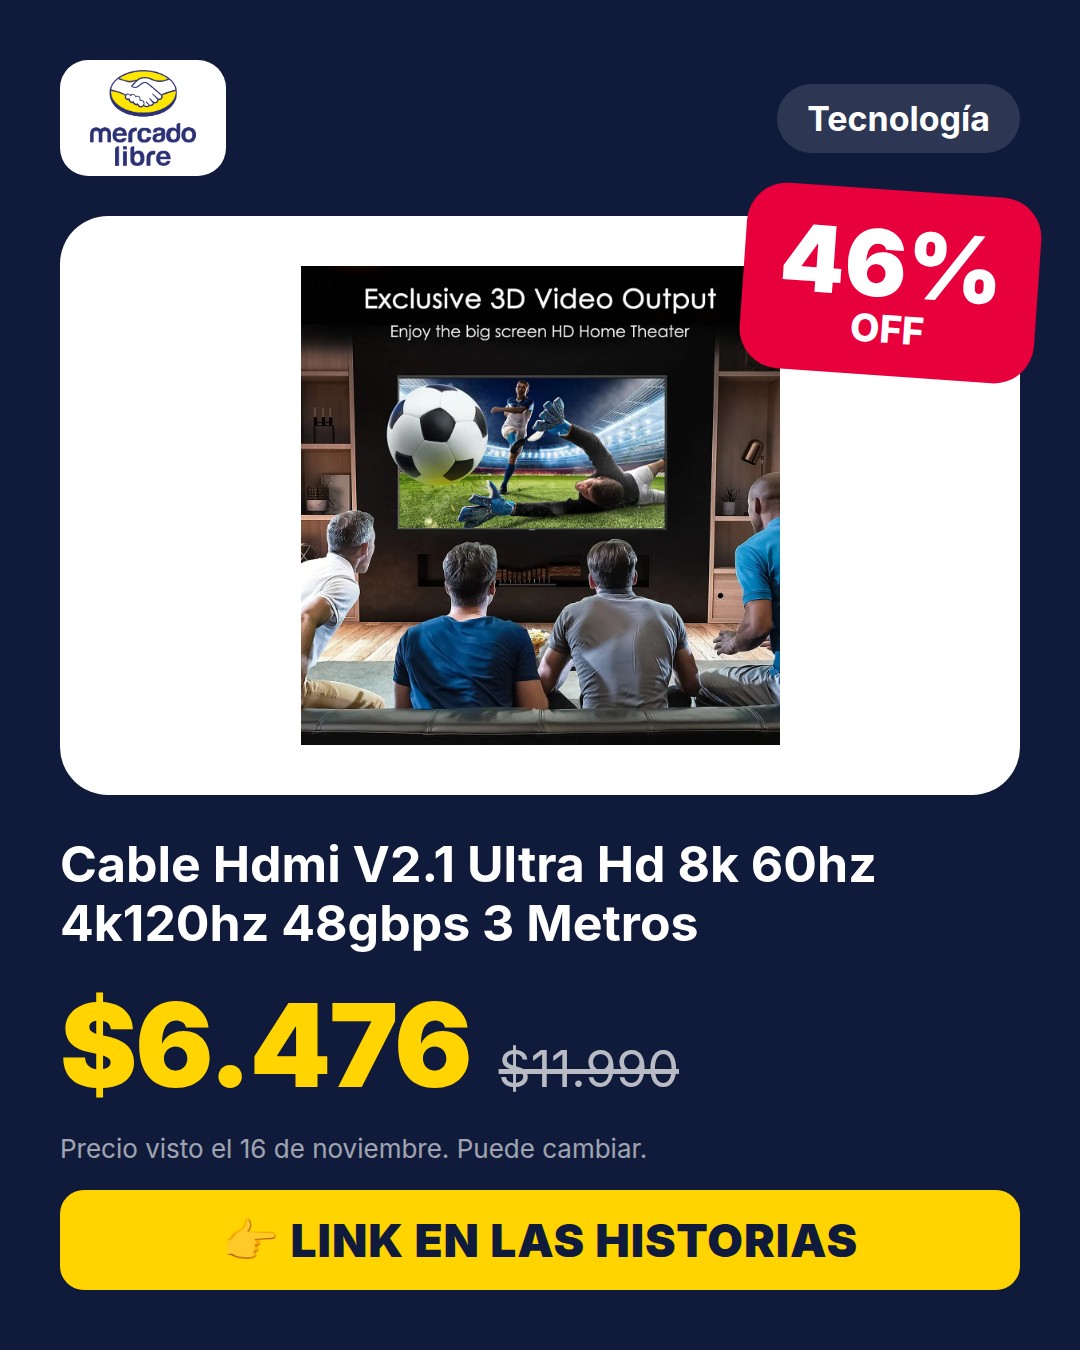 mercado
libre
Tecnología
46%
OFF
Exclusive 3D Video Output
Enjoy the big screen HD Home Theater
Cable Hdmi V2.1 Ultra Hd 8k 60hz
4k120hz 48gbps 3 Metros
$6.476 $11.990
Precio visto el 16 de noviembre. Puede cambiar.
👉 LINK EN LAS HISTORIAS